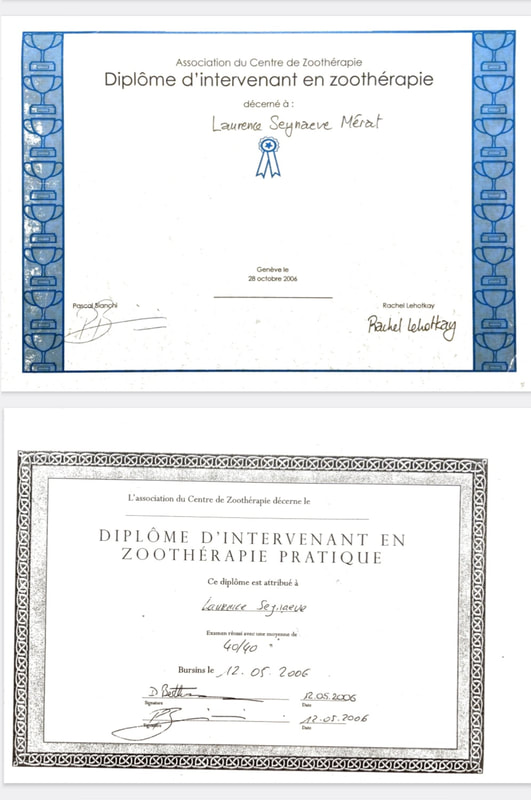 Association du Centre de Zoothérapie
Diplôme d'intervenant en zoothérapie
décerné à :
Laurence Seynaeve Mérat
Genève le
28 octobre 2006
Pascal Bianchi
Rachel Lehotkay
Rachel Lehotkay
L'association du Centre de Zoothérapie décerne le
DIPLÔME D'INTERVENANT EN
ZOOTHÉRAPIE PRATIQUE
Ce diplôme est attribué à
Laurence Seynaeve
Examen réussi avec une moyenne de
40/40
Bursins le 12.05.2006
12.05.2006
Signature Date
12.05.2006
Signature Date